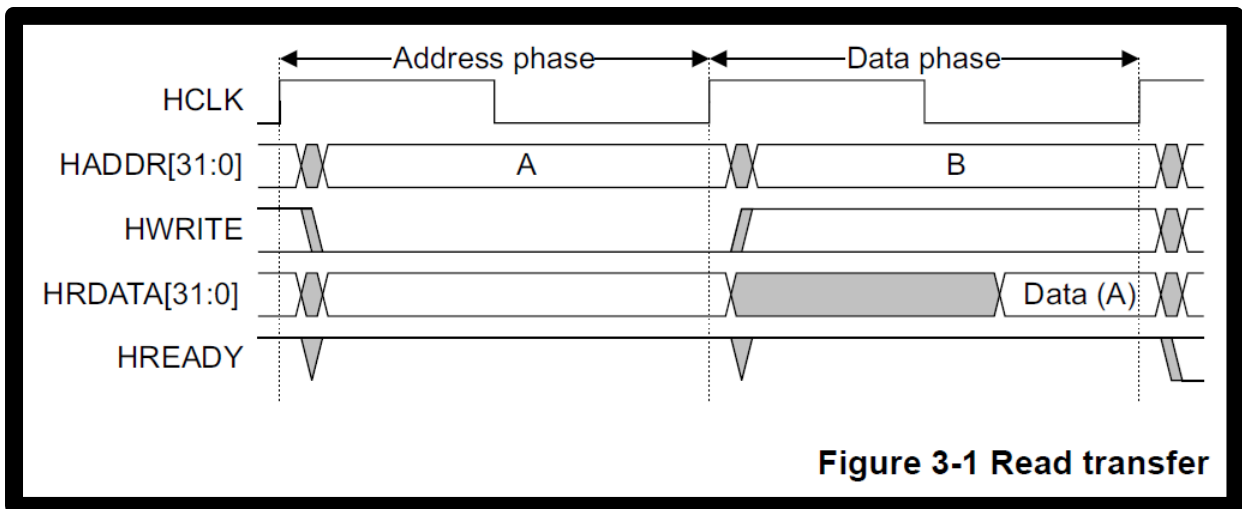 Address phase Data phase
HCLK
HADDR[31:0] A B
HWRITE
HRDATA[31:0] Data (A)
HREADY
Figure 3-1 Read transfer